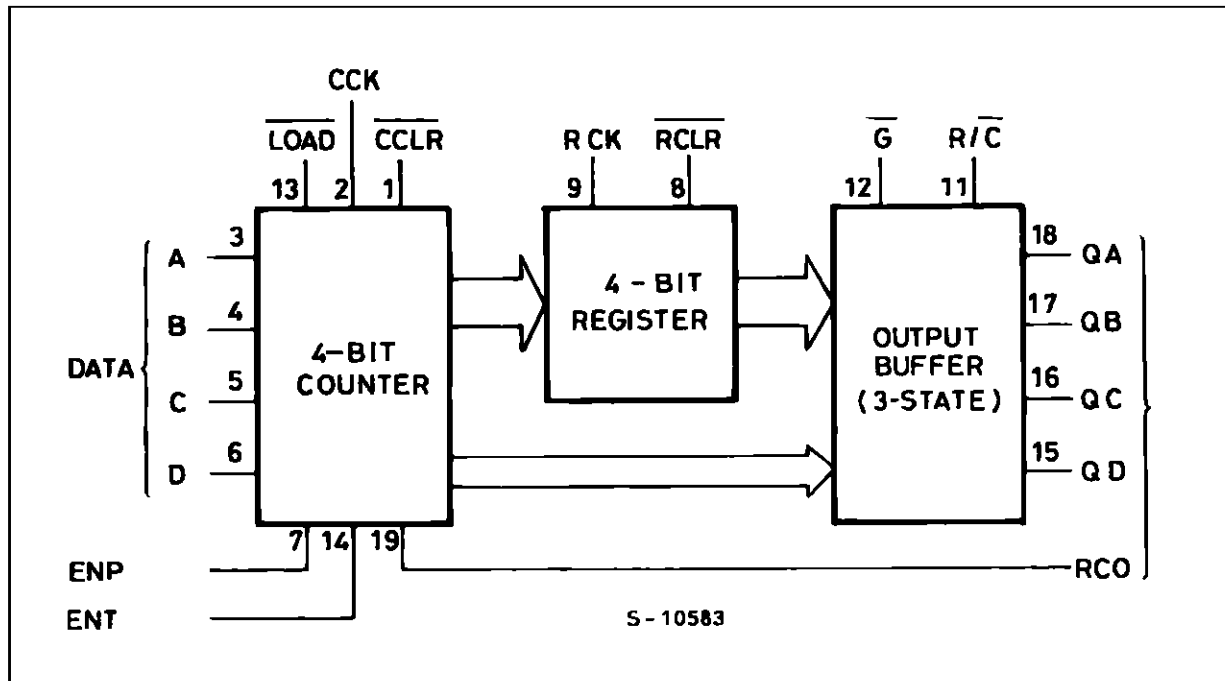 CCK
LOAD CCLR RCK RCLR G R/C
13 2 1 9 8 12 11
A 3
B 4
C 5
D 6
DATA
4-BIT
COUNTER
4 - BIT
REGISTER
OUTPUT
BUFFER
(3-STATE)
18 QA
17 QB
16 QC
15 QD
7 14 19
ENP
RCO
ENT
S-10583